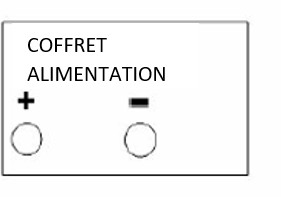 COFFRET
ALIMENTATION
+ -